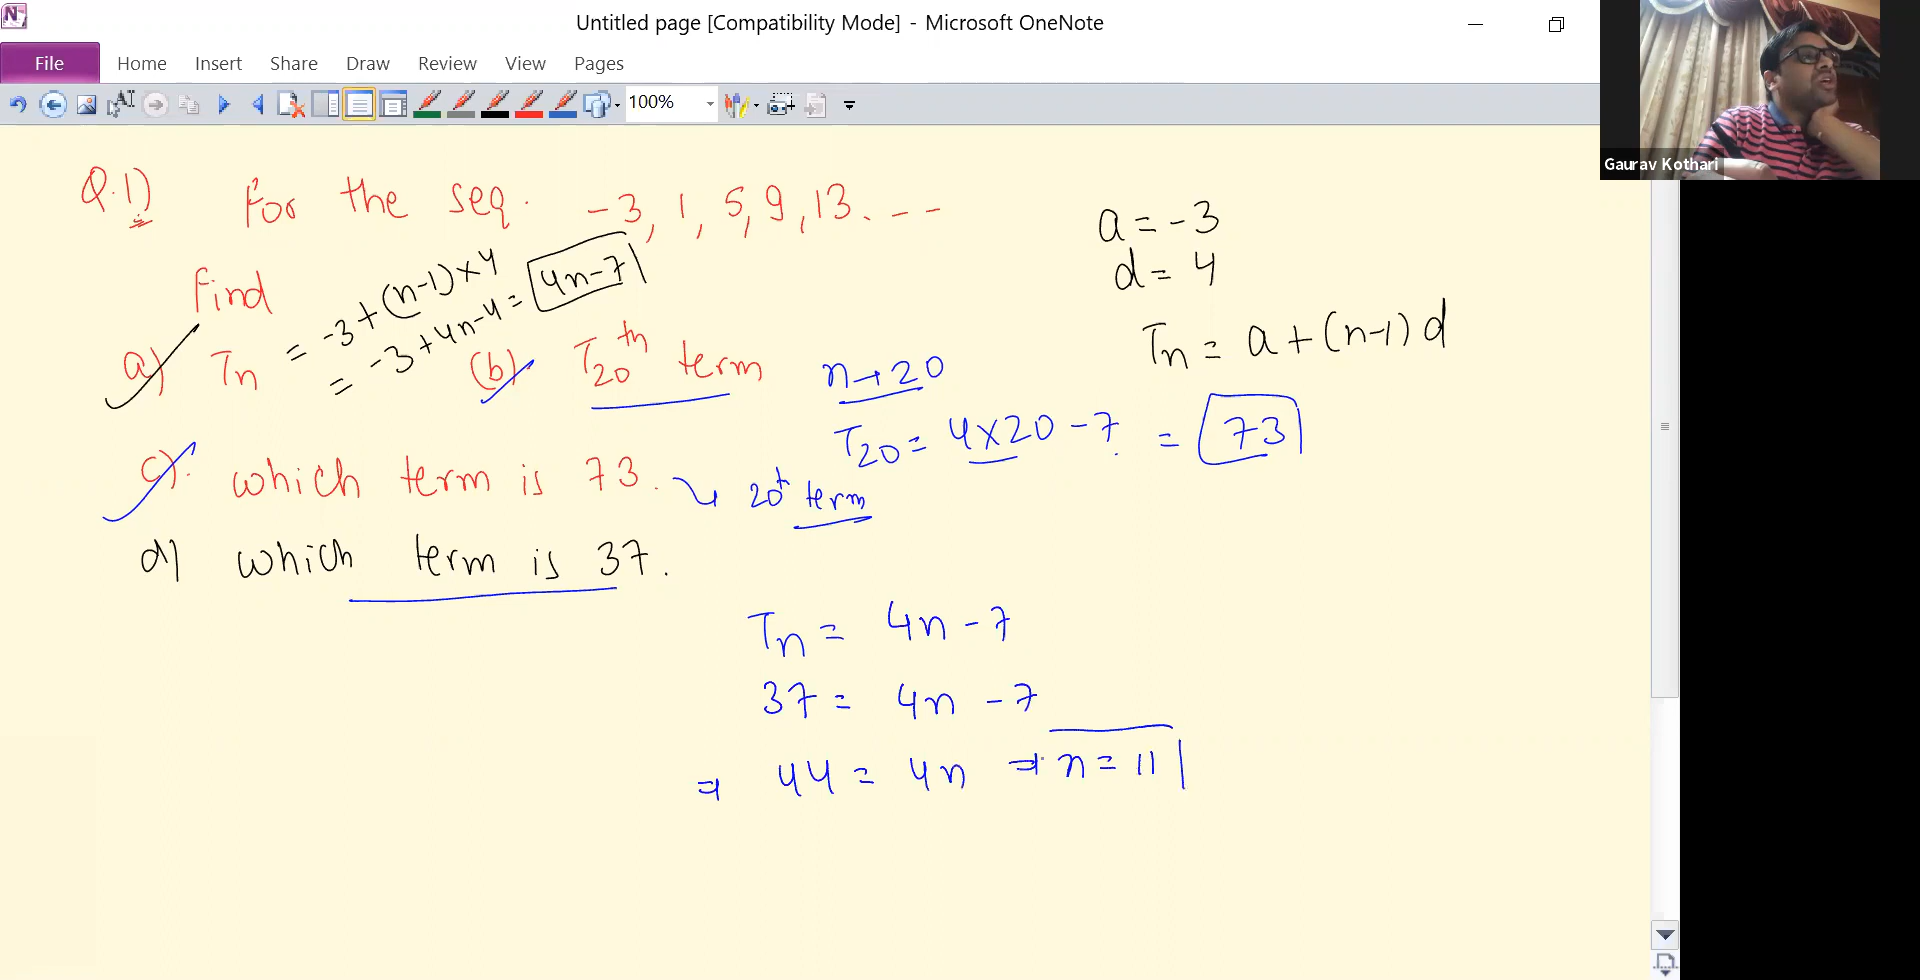 Untitled page [Compatibility Mode] - Microsoft OneNote
File Home Insert Share Draw Review View Pages
100%
Gaurav Kothari
Q.1) For the seq. -3, 1, 5, 9, 13. - -
a = -3
d = 4
Tn = a + (n-1) d
Find
a) Tn = -3 + (n-1) x 4
= -3 + 4n - 4 = 4n-7
(b) T20th term
n → 20
T20 = 4 x 20 - 7 = 73
c). which term is 73. ↘ 20th term
d) which term is 37.
Tn = 4n - 7
37 = 4n - 7
⇒ 44 = 4n ⇒ n = 11